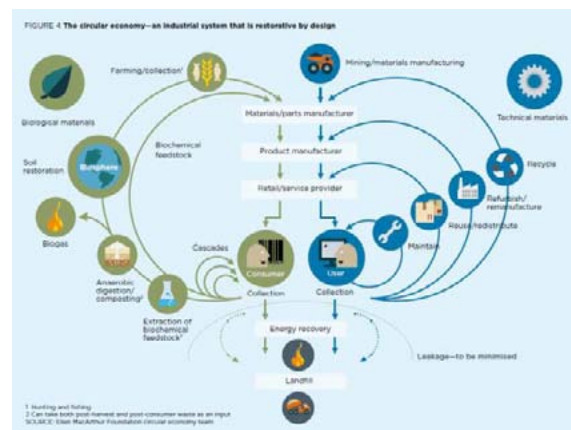 FIGURE 4 The circular economy—an industrial system that is restorative by design
Farming/collection¹
Mining/materials manufacturing
Biological materials
Materials/parts manufacturer
Technical materials
Biochemical
feedstock
Product manufacturer
Soil
restoration
Biosphere
Recycle
Retail/service provider
Refurbish/
remanufacture
Biogas
Reuse/redistribute
Cascades
Maintain
Consumer
User
Anaerobic
digestion/
composting²
Collection
Collection
Extraction of
biochemical
feedstock²
Energy recovery
Leakage—to be minimised
Landfill
1 Hunting and fishing
2 Can take both post-harvest and post-consumer waste as an input
SOURCE: Ellen MacArthur Foundation circular economy team